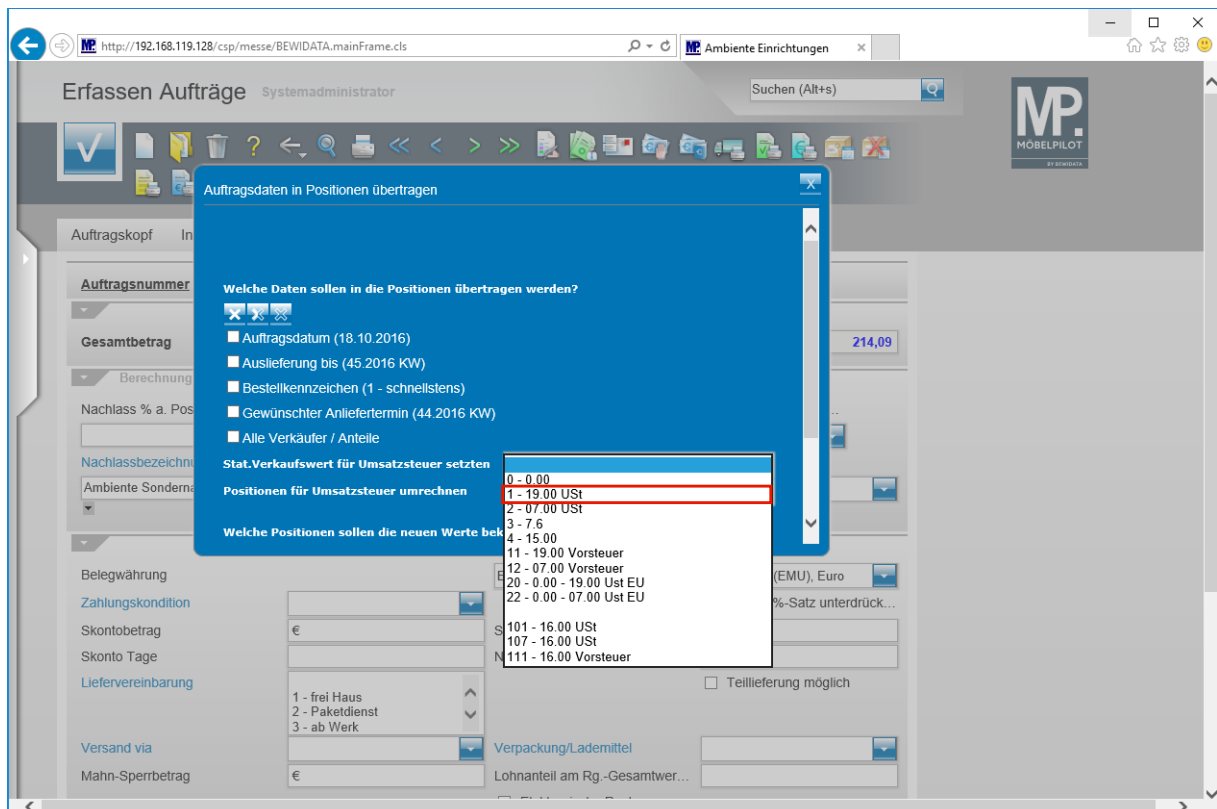 http://192.168.119.128/csp/messe/BEWIDATA.mainFrame.cls
Ambiente Einrichtungen
Erfassen Aufträge Systemadministrator
Suchen (Alt+s)
MP.
MÖBELPILOT
BY BEWIDATA
Auftragsdaten in Positionen übertragen
Auftragskopf In
Auftragsnummer
Welche Daten sollen in die Positionen übertragen werden?
Auftragsdatum (18.10.2016)
Gesamtbetrag
214,09
Auslieferung bis (45.2016 KW)
Berechnung
Bestellkennzeichen (1 - schnellstens)
Nachlass % a. Pos
Gewünschter Anliefertermin (44.2016 KW)
Alle Verkäufer / Anteile
Nachlassbezeichnu
Stat.Verkaufswert für Umsatzsteuer setzten
Ambiente Sonderna
Positionen für Umsatzsteuer umrechnen
Welche Positionen sollen die neuen Werte bek
0 - 0.00
1 - 19.00 USt
2 - 07.00 USt
3 - 7.6
4 - 15.00
11 - 19.00 Vorsteuer
12 - 07.00 Vorsteuer
20 - 0.00 - 19.00 Ust EU
22 - 0.00 - 07.00 Ust EU
101 - 16.00 USt
107 - 16.00 USt
111 - 16.00 Vorsteuer
Belegwährung
E
(EMU), Euro
Zahlungskondition
%-Satz unterdrück...
Skontobetrag € S
Skonto Tage N
Liefervereinbarung
1 - frei Haus
2 - Paketdienst
3 - ab Werk
Teillieferung möglich
Versand via
Verpackung/Lademittel
Mahn-Sperrbetrag €
Lohnanteil am Rg.-Gesamtwer...